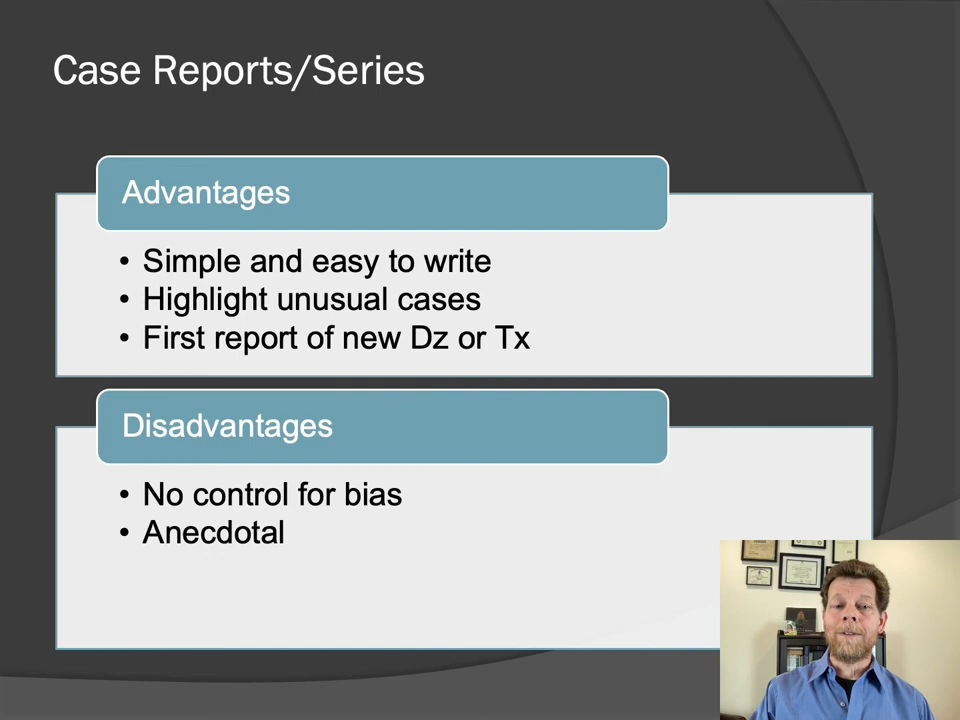 Case Reports/Series
Advantages
• Simple and easy to write
• Highlight unusual cases
• First report of new Dz or Tx
Disadvantages
• No control for bias
• Anecdotal